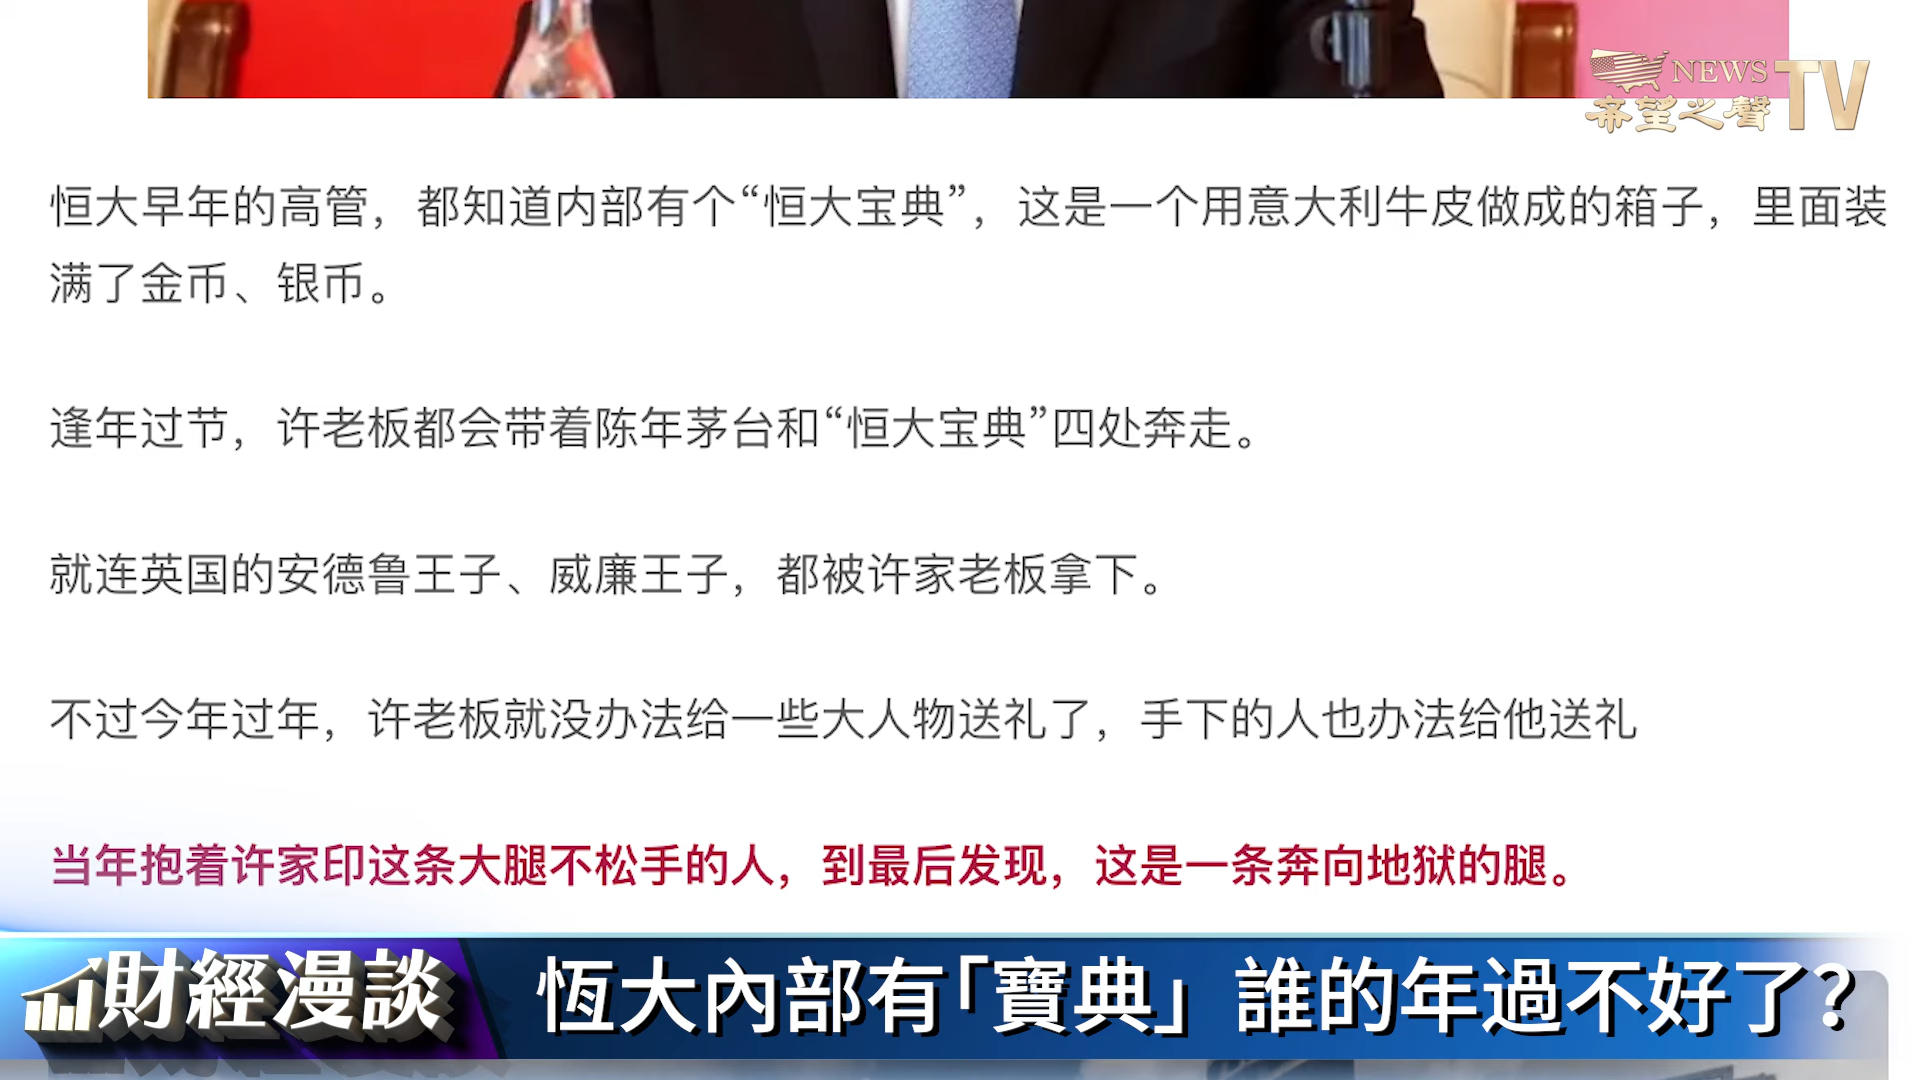 NEWS
希望之聲TV
恒大早年的高管，都知道内部有个“恒大宝典”，这是一个用意大利牛皮做成的箱子，里面装
满了金币、银币。
逢年过节，许老板都会带着陈年茅台和“恒大宝典”四处奔走。
就连英国的安德鲁王子、威廉王子，都被许家老板拿下。
不过今年过年，许老板就没办法给一些大人物送礼了，手下的人也办法给他送礼
当年抱着许家印这条大腿不松手的人，到最后发现，这是一条奔向地狱的腿。
財經漫談
恆大內部有「寶典」誰的年過不好了？